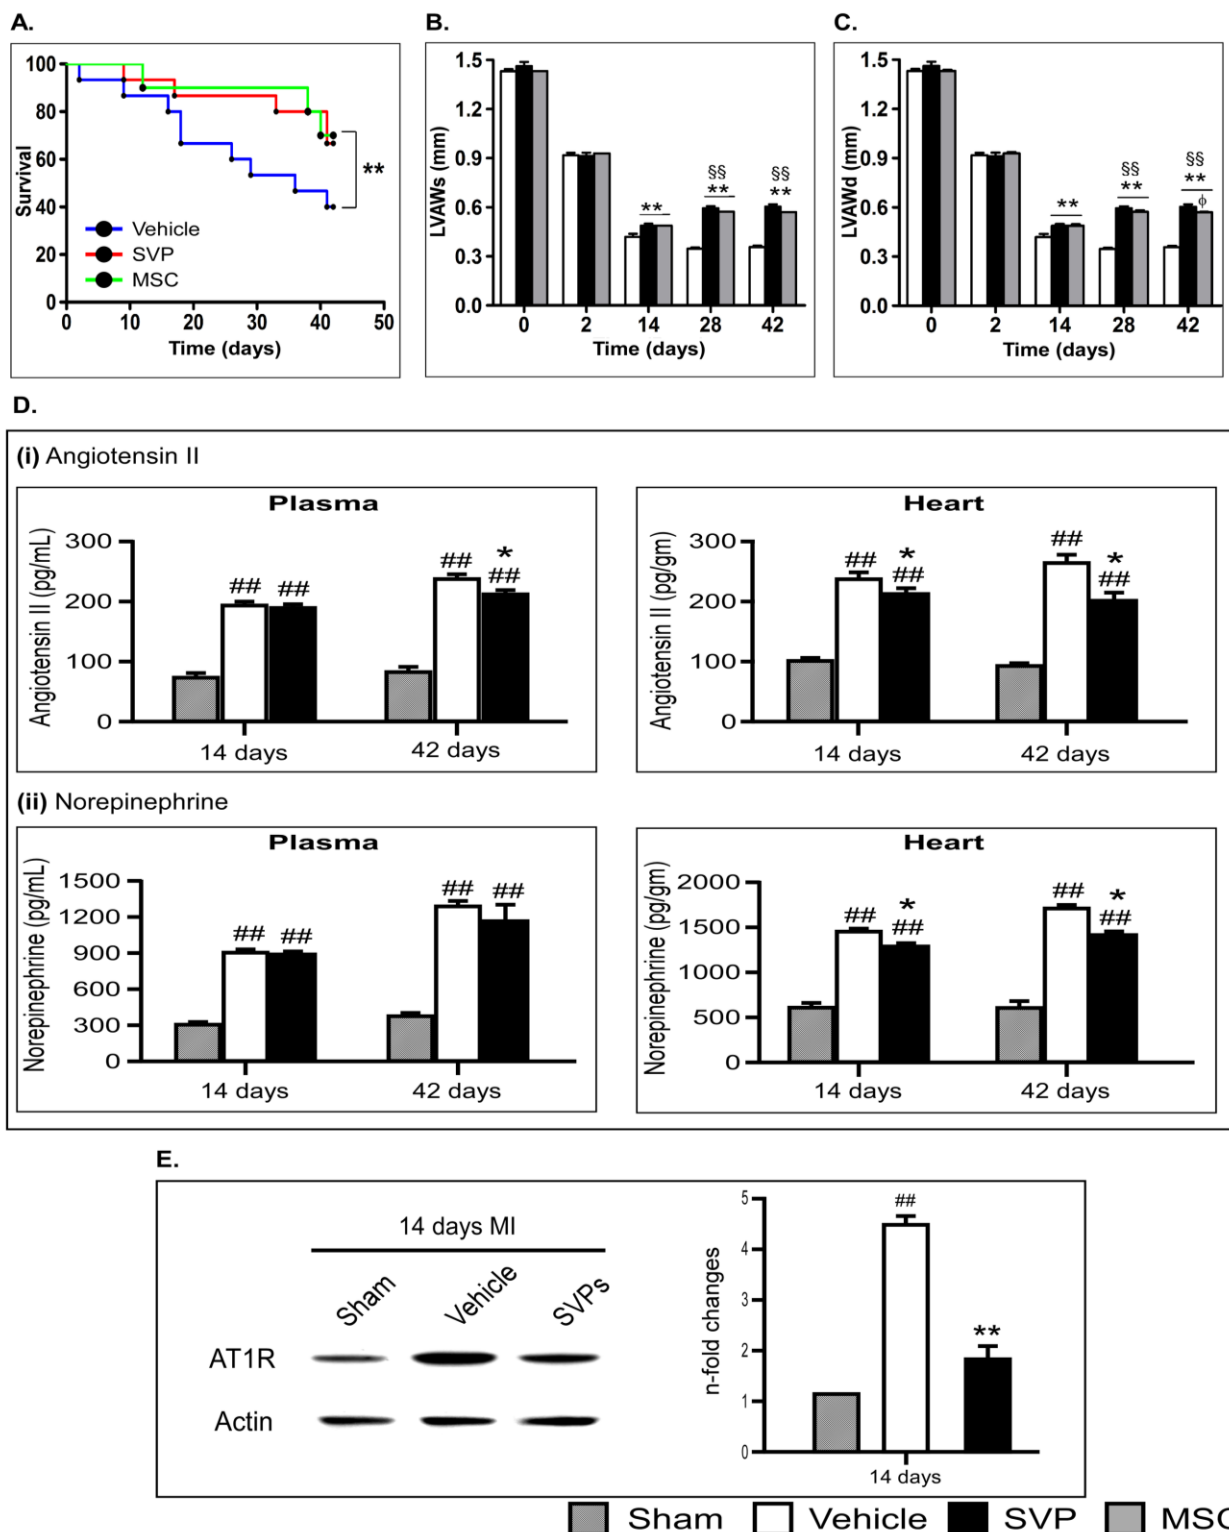 A.
B.
C.
100
80
60
40
20
0
Survival
**
Vehicle
SVP
MSC
0 10 20 30 40 50
Time (days)
1.5
1.2
0.9
0.6
0.3
0.0
LVAWs (mm)
** §§ ** §§ **
0 2 14 28 42
Time (days)
1.5
1.2
0.9
0.6
0.3
0.0
LVAWd (mm)
** §§ ** §§ ** ϕ
0 2 14 28 42
Time (days)
D.
(i) Angiotensin II
Plasma
300
200
100
0
Angiotensin II (pg/mL)
## ## ## * ##
14 days 42 days
Heart
300
200
100
0
Angiotensin II (pg/gm)
## * ## ## * ##
14 days 42 days
(ii) Norepinephrine
Plasma
1500
1200
900
600
300
0
Norepinephrine (pg/mL)
## ## ## ##
14 days 42 days
Heart
2000
1500
1000
500
0
Norepinephrine (pg/gm)
## * ## ## * ##
14 days 42 days
E.
14 days MI
Sham Vehicle SVPs
AT1R
Actin
5
4
3
2
1
0
n-fold changes
## **
14 days
Sham Vehicle SVP MSC